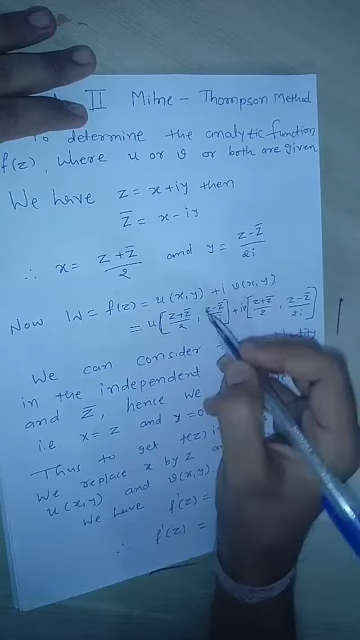 II Milne - Thompson Method
To determine the analytic function
f(z), where u or v or both are given
We have z = x+iy then
z̄ = x-iy
∴ x = (z+z̄)/2 and y = (z-z̄)/2i
Now W = f(z) = u(x,y) + i v(x,y)
= u[(z+z̄)/2, (z-z̄)/2i] + iv[(z+z̄)/2, (z-z̄)/2i]
We can consider identity
in the independent
and z̄, hence we
i.e x = z and y=0
Thus to get f(z) i
We replace x by z a
u(x,y) and v(x,y).
We have f'(z) =
∴ f'(z) =